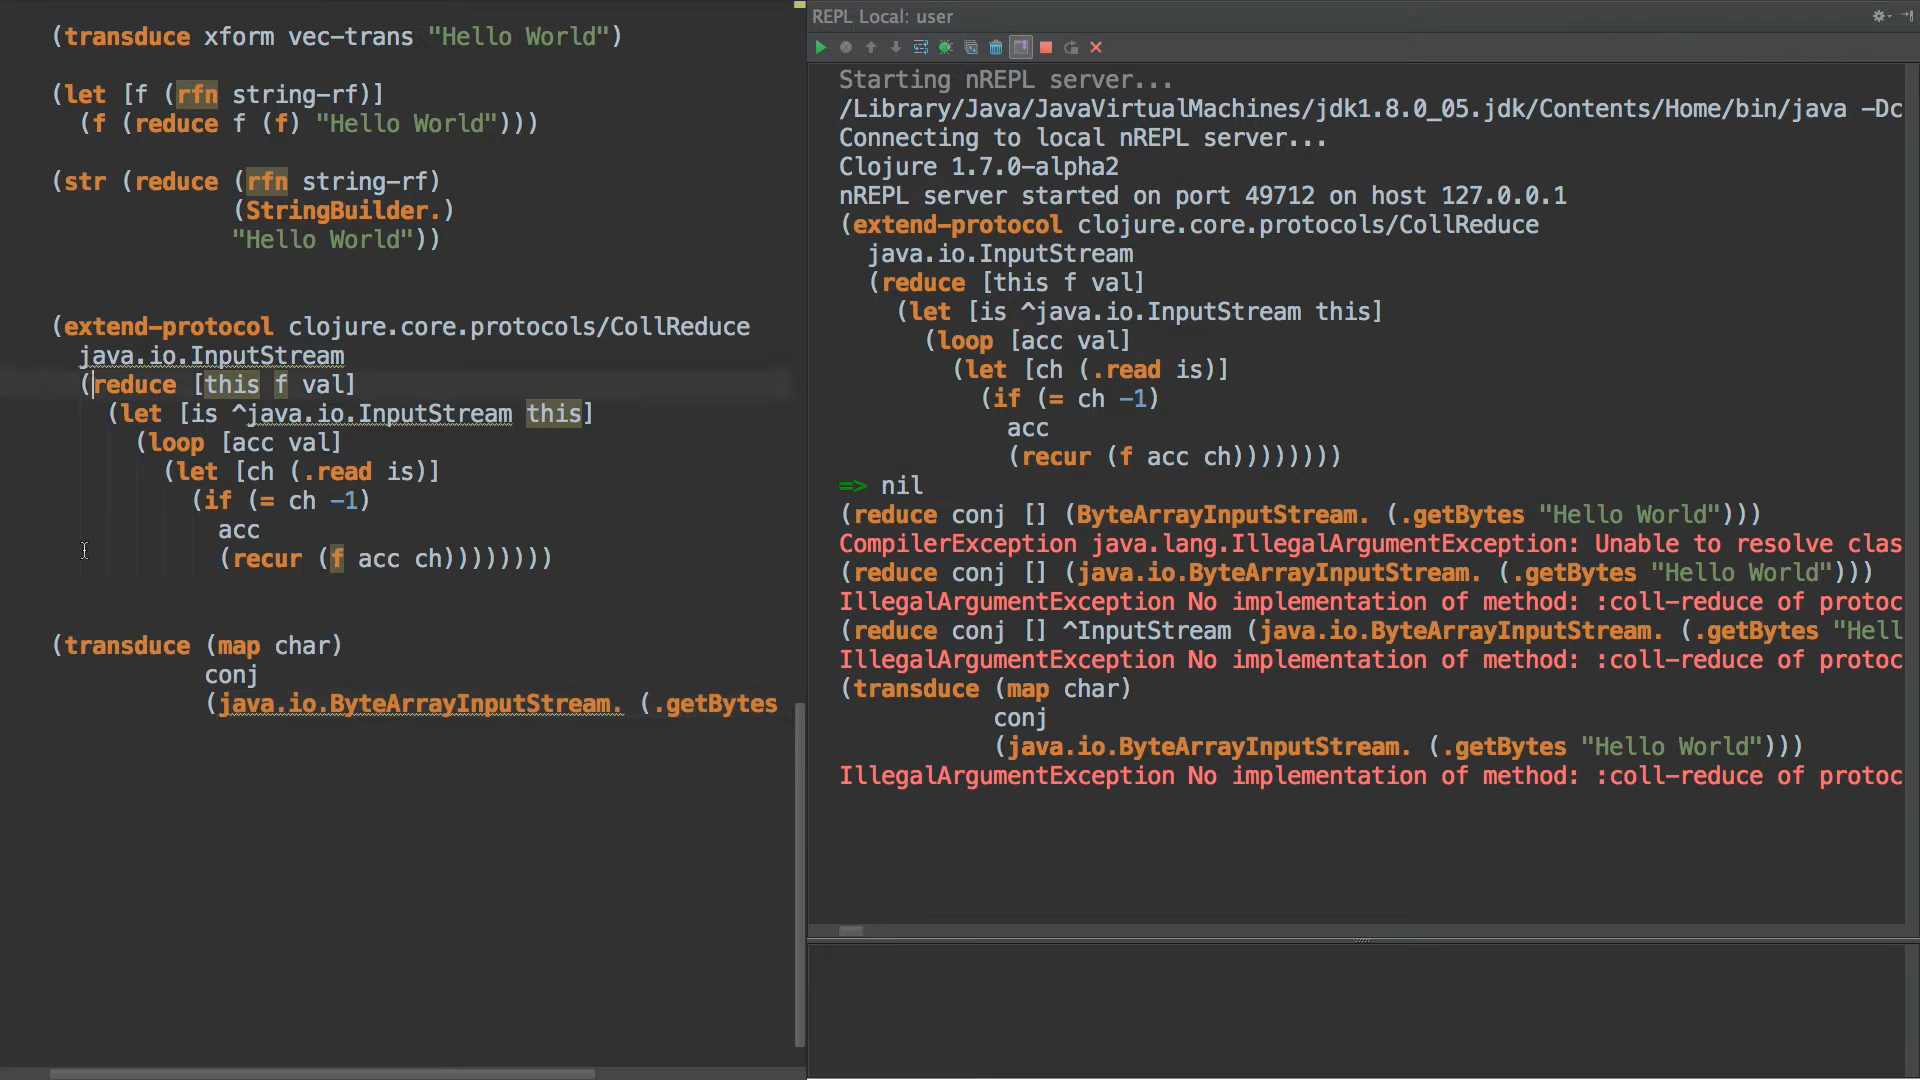 (transduce xform vec-trans "Hello World")
(let [f (rfn string-rf)]
(f (reduce f (f) "Hello World")))
(str (reduce (rfn string-rf)
(StringBuilder.)
"Hello World"))
(extend-protocol clojure.core.protocols/CollReduce
java.io.InputStream
(reduce [this f val]
(let [is ^java.io.InputStream this]
(loop [acc val]
(let [ch (.read is)]
(if (= ch -1)
acc
(recur (f acc ch))))))))
(transduce (map char)
conj
(java.io.ByteArrayInputStream. (.getBytes
REPL Local: user
Starting nREPL server...
/Library/Java/JavaVirtualMachines/jdk1.8.0_05.jdk/Contents/Home/bin/java -Dc
Connecting to local nREPL server...
Clojure 1.7.0-alpha2
nREPL server started on port 49712 on host 127.0.0.1
(extend-protocol clojure.core.protocols/CollReduce
java.io.InputStream
(reduce [this f val]
(let [is ^java.io.InputStream this]
(loop [acc val]
(let [ch (.read is)]
(if (= ch -1)
acc
(recur (f acc ch))))))))
=> nil
(reduce conj [] (ByteArrayInputStream. (.getBytes "Hello World")))
CompilerException java.lang.IllegalArgumentException: Unable to resolve clas
(reduce conj [] (java.io.ByteArrayInputStream. (.getBytes "Hello World")))
IllegalArgumentException No implementation of method: :coll-reduce of protoc
(reduce conj [] ^InputStream (java.io.ByteArrayInputStream. (.getBytes "Hell
IllegalArgumentException No implementation of method: :coll-reduce of protoc
(transduce (map char)
conj
(java.io.ByteArrayInputStream. (.getBytes "Hello World")))
IllegalArgumentException No implementation of method: :coll-reduce of protoc